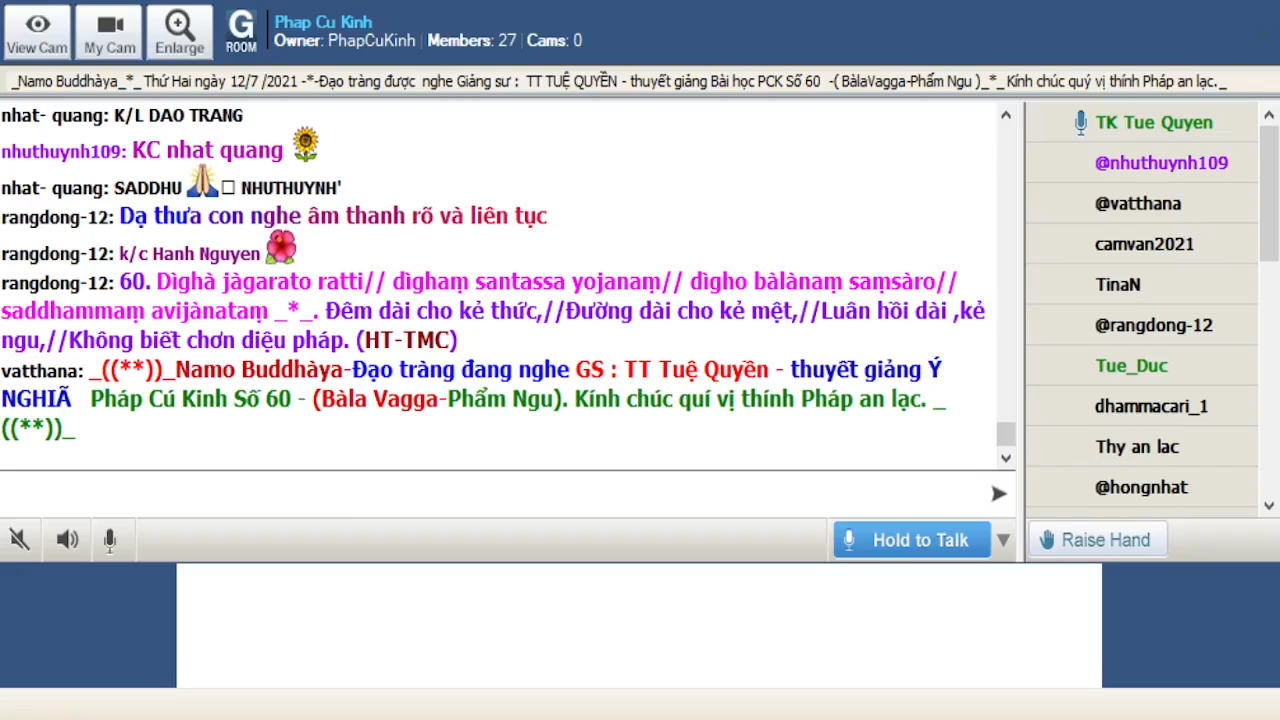 View Cam
My Cam
Enlarge
G
ROOM
Phap Cu Kinh
Owner: PhapCuKinh | Members: 27 | Cams: 0
_Namo Buddhàya_*_ Thứ Hai ngày 12/7 /2021 -*-Đạo tràng được nghe Giảng sư : TT TUỆ QUYỀN - thuyết giảng Bài học PCK Số 60 -( BàlaVagga-Phẩm Ngu )_*_ Kính chúc quý vị thính Pháp an lạc._
nhat- quang: K/L DAO TRANG
nhuthuynh109: KC nhat quang
nhat- quang: SADDHU NHUTHUYNH'
rangdong-12: Dạ thưa con nghe âm thanh rõ và liên tục
rangdong-12: k/c Hanh Nguyen
rangdong-12: 60. Dìghà jàgarato ratti// dìghaṃ santassa yojanaṃ// dìgho bàlànaṃ saṃsàro//
saddhammaṃ avijànataṃ _*_. Đêm dài cho kẻ thức,//Đường dài cho kẻ mệt,//Luân hồi dài ,kẻ
ngu,//Không biết chơn diệu pháp. (HT-TMC)
vatthana: _((**))_Namo Buddhàya-Đạo tràng đang nghe GS : TT Tuệ Quyền - thuyết giảng Ý
NGHIÃ Pháp Cú Kinh Số 60 - (Bàla Vagga-Phẩm Ngu). Kính chúc quí vị thính Pháp an lạc. _
((**))_
TK Tue Quyen
@nhuthuynh109
@vatthana
camvan2021
TinaN
@rangdong-12
Tue_Duc
dhammacari_1
Thy an lac
@hongnhat
Hold to Talk
Raise Hand